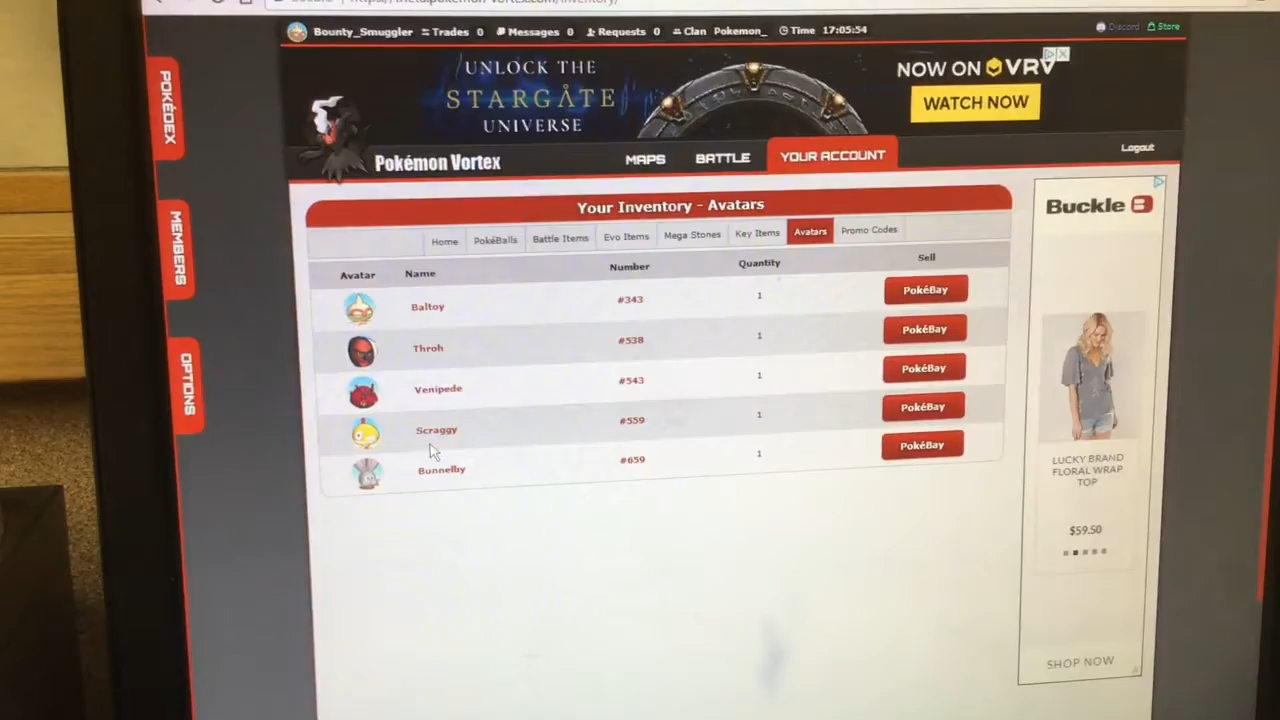 Bounty_Smuggler Trades 0 Messages 0 Requests 0 Clan Pokemon_ Time 17:05:54 Discord Store
UNLOCK THE
STARGATE
UNIVERSE
NOW ON VRV
WATCH NOW
Pokémon Vortex
MAPS BATTLE YOUR ACCOUNT Logout
POKÉDEX
MEMBERS
OPTIONS
Your Inventory - Avatars
Home PokéBalls Battle Items Evo Items Mega Stones Key Items Avatars Promo Codes
Avatar Name Number Quantity Sell
Baltoy #343 1 PokéBay
Throh #538 1 PokéBay
Venipede #543 1 PokéBay
Scraggy #559 1 PokéBay
Bunnelby #659 1 PokéBay
Buckle B
LUCKY BRAND
FLORAL WRAP
TOP
$59.50
SHOP NOW